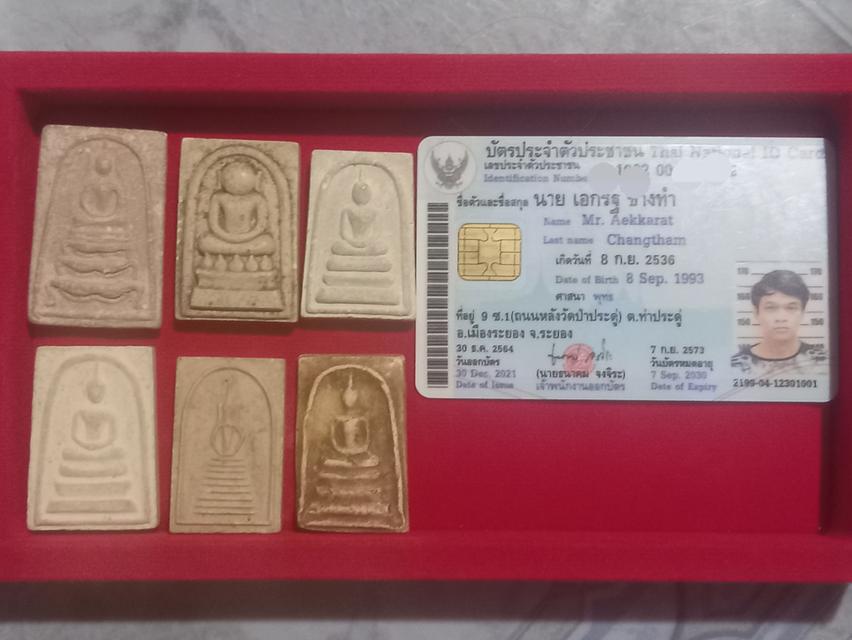 บัตรประจำตัวประชาชน Thai National ID Card
เลขประจำตัวประชาชน
Identification Number
ชื่อตัวและชื่อสกุล นาย เอกรฐ
Name Mr. Aekkarat
Last name Changtham
เกิดวันที่ 8 ก.ย. 2536
Date of Birth 8 Sep. 1993
ศาสนา พุทธ
ที่อยู่ 9 ซ.1(ถนนหลังวัดป่าประดู่) ต.ท่าประดู่
อ.เมืองระยอง จ.ระยอง
30 ธ.ค. 2564
วันออกบัตร
30 Dec. 2021
Date of Issue
เจ้าพนักงานออกบัตร
7 ก.ย. 2573
วันบัตรหมดอายุ
7 Sep. 2030
Date of Expiry
2199-04-12301001